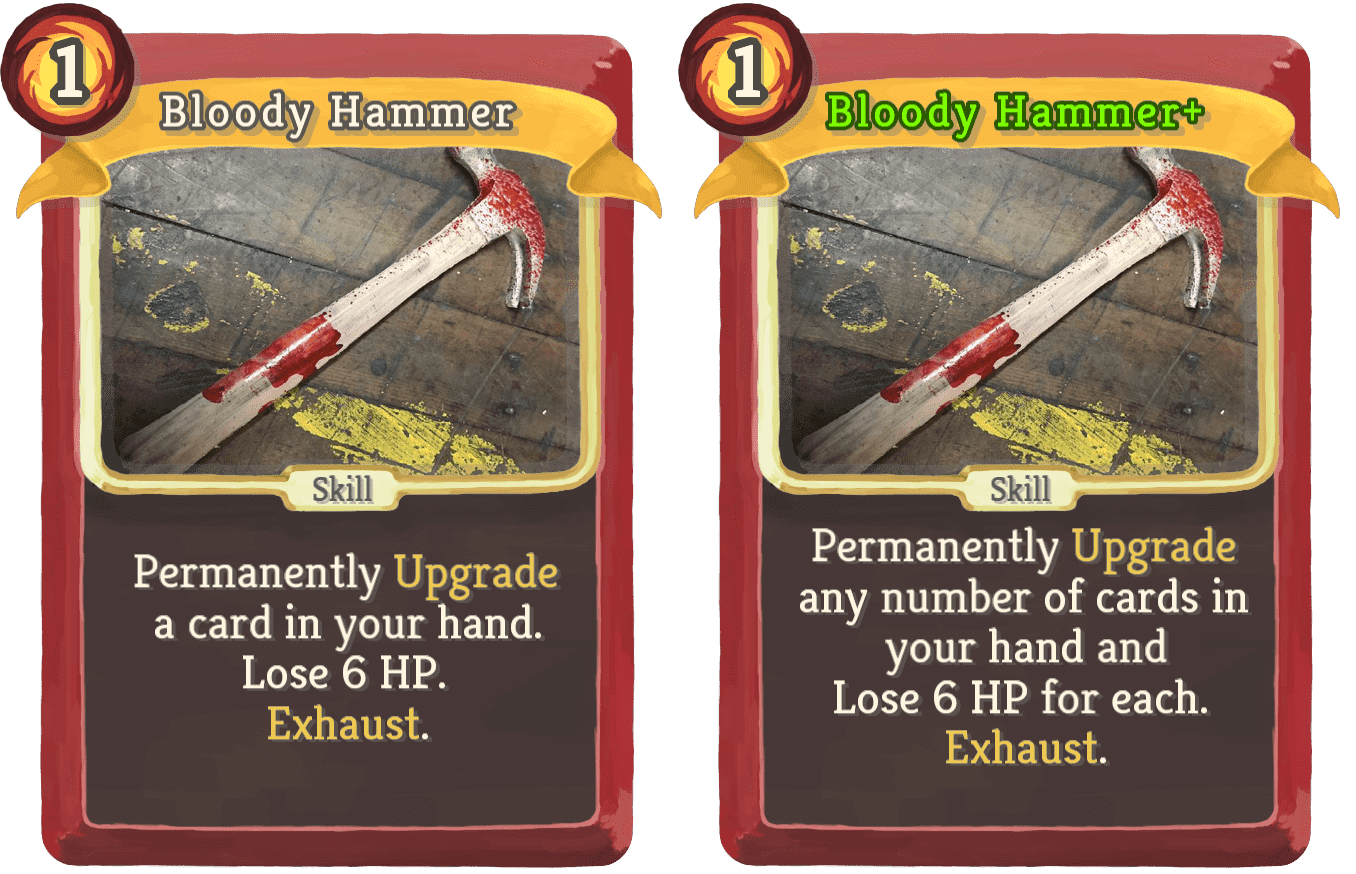 1
Bloody Hammer
Skill
Permanently Upgrade
a card in your hand.
Lose 6 HP.
Exhaust.
1
Bloody Hammer+
Skill
Permanently Upgrade
any number of cards in
your hand and
Lose 6 HP for each.
Exhaust.